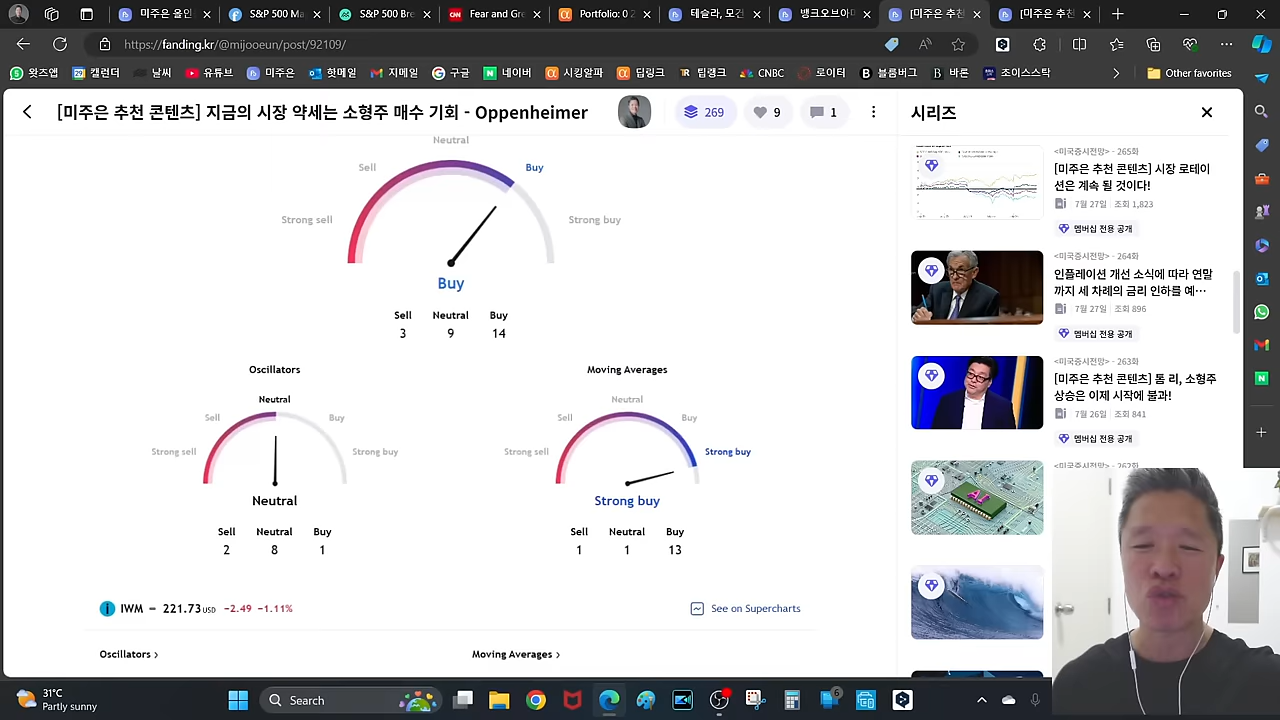 미주은 올인
S&P 500 Ma
S&P 500 Bre
CNN
Fear and Gre
Portfolio: 0 2
테슬라, 모건
뱅크오브아미
[미주은 추천
[미주은 추천
https://fanding.kr/@mijooeun/post/92109/
왓츠앱
캘린더
날씨
유튜브
미주은
핫메일
지메일
구글
네이버
시킹알파
딥링크
팁랭크
CNBC
로이터
블룸버그
바론
초이스스탁
Other favorites
[미주은 추천 콘텐츠] 지금의 시장 약세는 소형주 매수 기회 - Oppenheimer
269
9
1
시리즈
Neutral
Sell
Buy
Strong sell
Strong buy
Buy
Sell Neutral Buy
3 9 14
Oscillators
Neutral
Sell
Buy
Strong sell
Strong buy
Neutral
Sell Neutral Buy
2 8 1
Moving Averages
Neutral
Sell
Buy
Strong sell
Strong buy
Strong buy
Sell Neutral Buy
1 1 13
IWM − 221.73 USD −2.49 −1.11%
See on Supercharts
Oscillators >
Moving Averages >
<미국증시전망> - 265화
[미주은 추천 콘텐츠] 시장 로테이
션은 계속 될 것이다!
7월 27일 | 조회 1,823
멤버십 전용 공개
<미국증시전망> - 264화
인플레이션 개선 소식에 따라 연말
까지 세 차례의 금리 인하를 예...
7월 27일 | 조회 896
멤버십 전용 공개
<미국증시전망> - 263화
[미주은 추천 콘텐츠] 톰 리, 소형주
상승은 이제 시작에 불과!
7월 26일 | 조회 841
멤버십 전용 공개
<미국증시전망> - 262화
AI
31°C
Partly sunny
Search
6